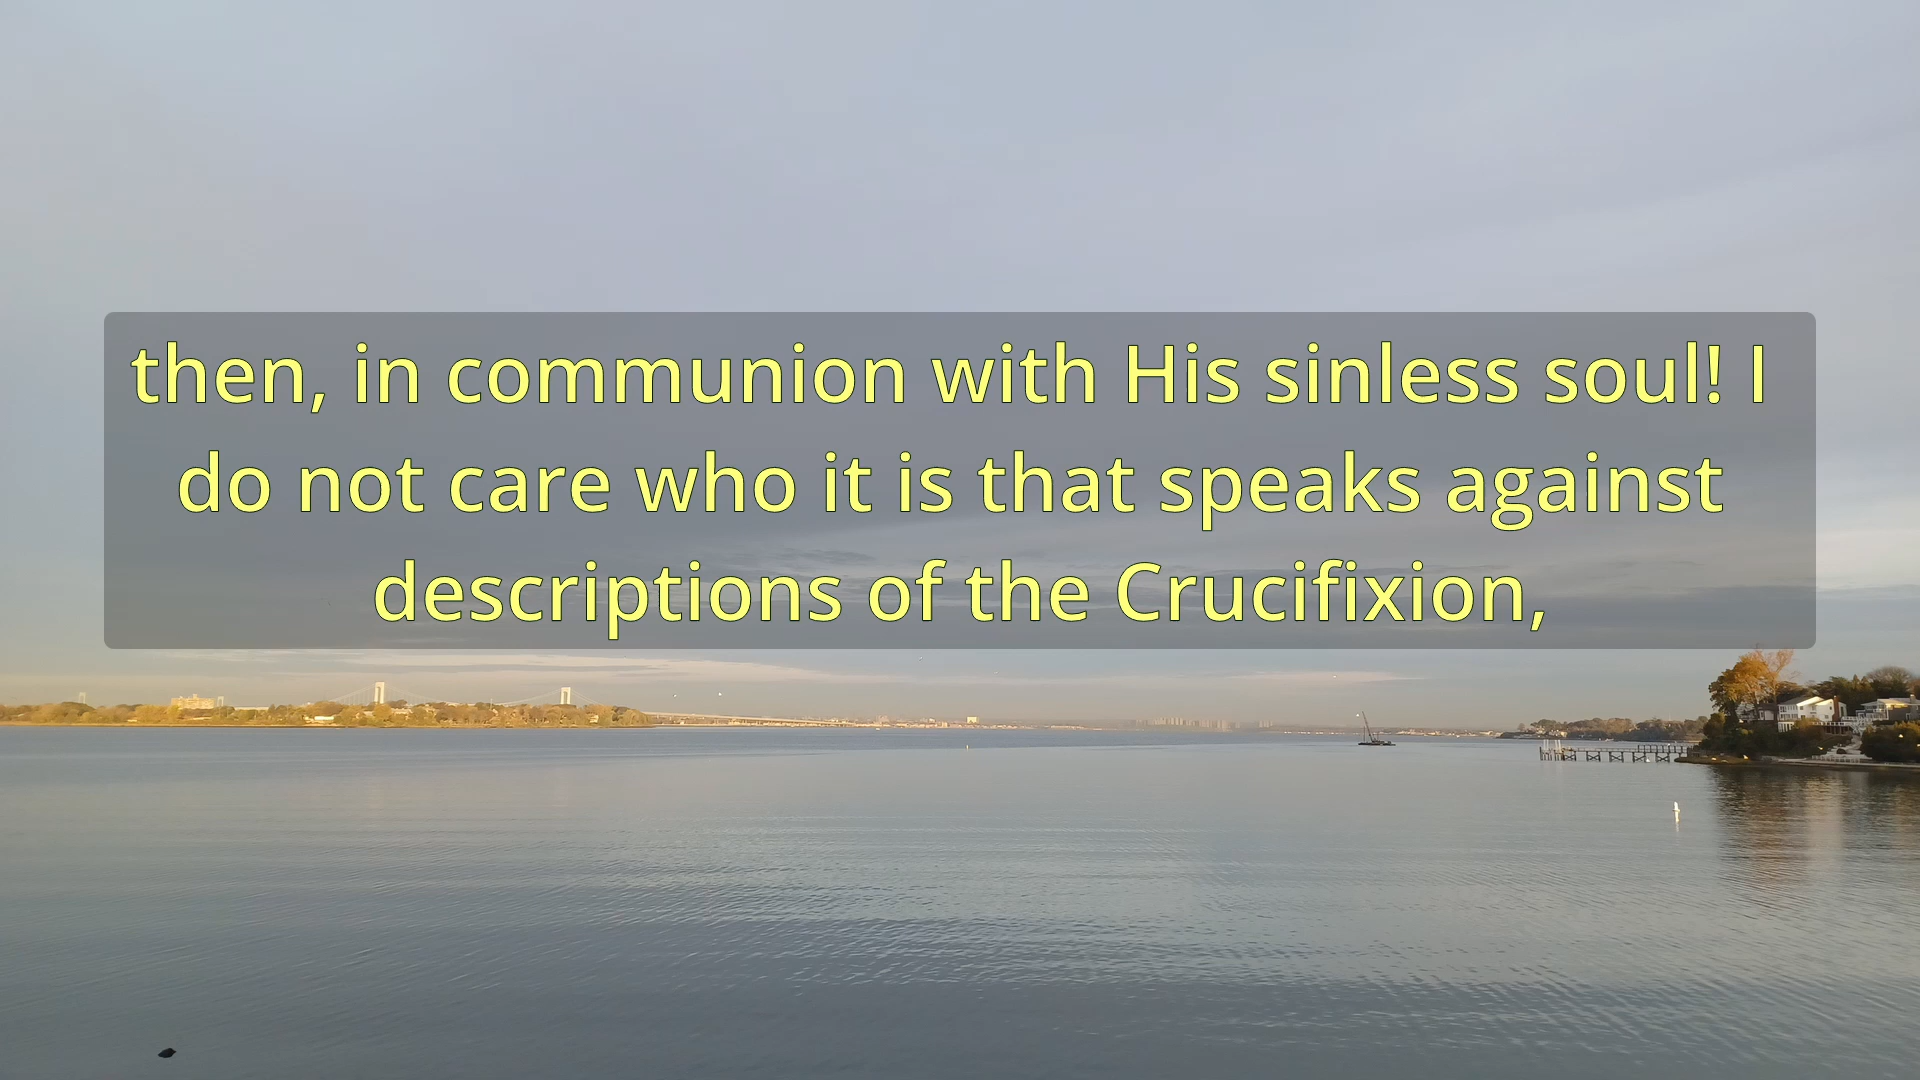 then, in communion with His sinless soul! I
do not care who it is that speaks against
descriptions of the Crucifixion,